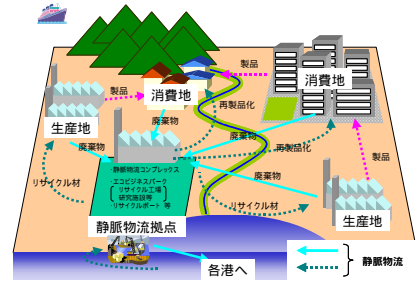 製品
消費地
消費地
製品
再製品化
生産地
廃棄物
廃棄物
廃棄物
再製品化
製品
静脈物流コンプレックス
廃棄物
リサイクル材
エコビジネスパーク
リサイクル工場
研究施設等
リサイクルポート 等
リサイクル材
生産地
静脈物流拠点
各港へ
静脈物流